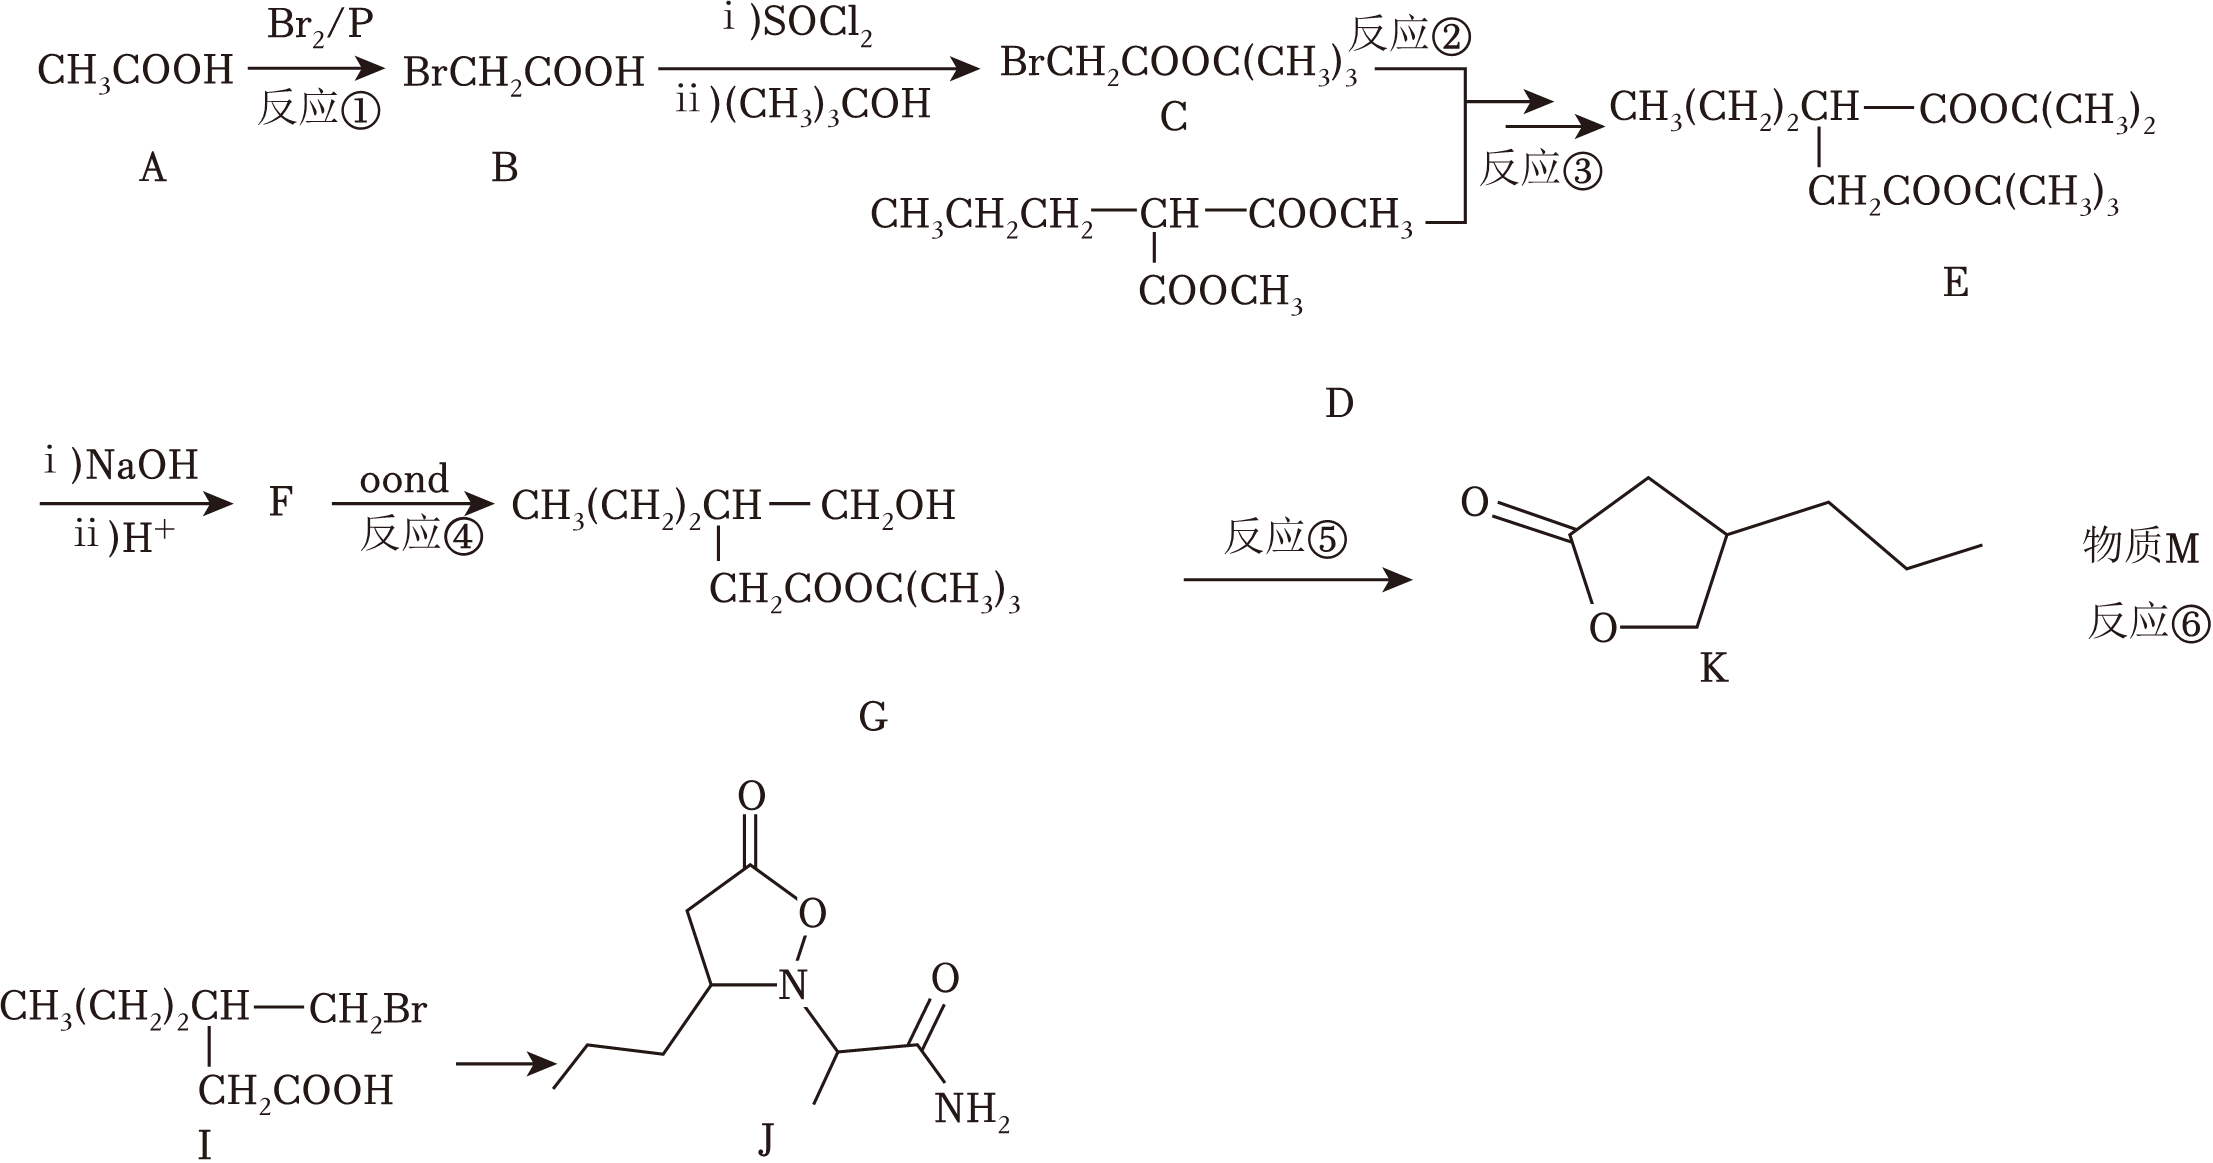 CH₃COOH
Br₂/P
反应①
A
BrCH₂COOH
B
ⅰ)SOCl₂
ⅱ)(CH₃)₃COH
BrCH₂COOC(CH₃)₃
C
反应②
CH₃CH₂CH₂—CH—COOCH₃
COOCH₃
D
反应③
CH₃(CH₂)₂CH—COOC(CH₃)₂
CH₂COOC(CH₃)₃
E
ⅰ)NaOH
ⅱ)H⁺
F
oond
反应④
CH₃(CH₂)₂CH—CH₂OH
CH₂COOC(CH₃)₃
G
反应⑤
O
O
K
物质M
反应⑥
CH₃(CH₂)₂CH—CH₂Br
CH₂COOH
I
O
O
N
O
NH₂
J